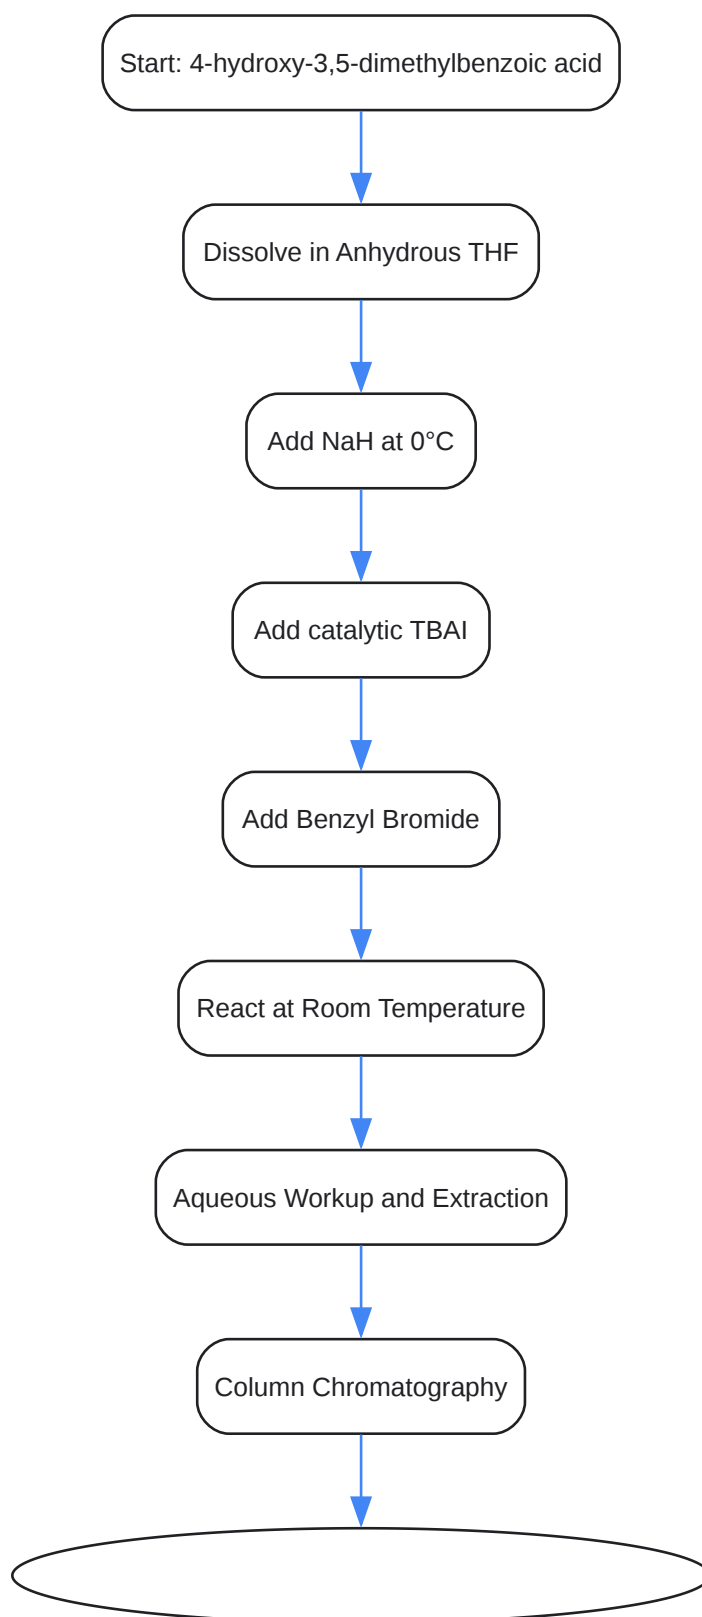 Start: 4-hydroxy-3,5-dimethylbenzoic acid
Dissolve in Anhydrous THF
Add NaH at 0°C
Add catalytic TBAI
Add Benzyl Bromide
React at Room Temperature
Aqueous Workup and Extraction
Column Chromatography